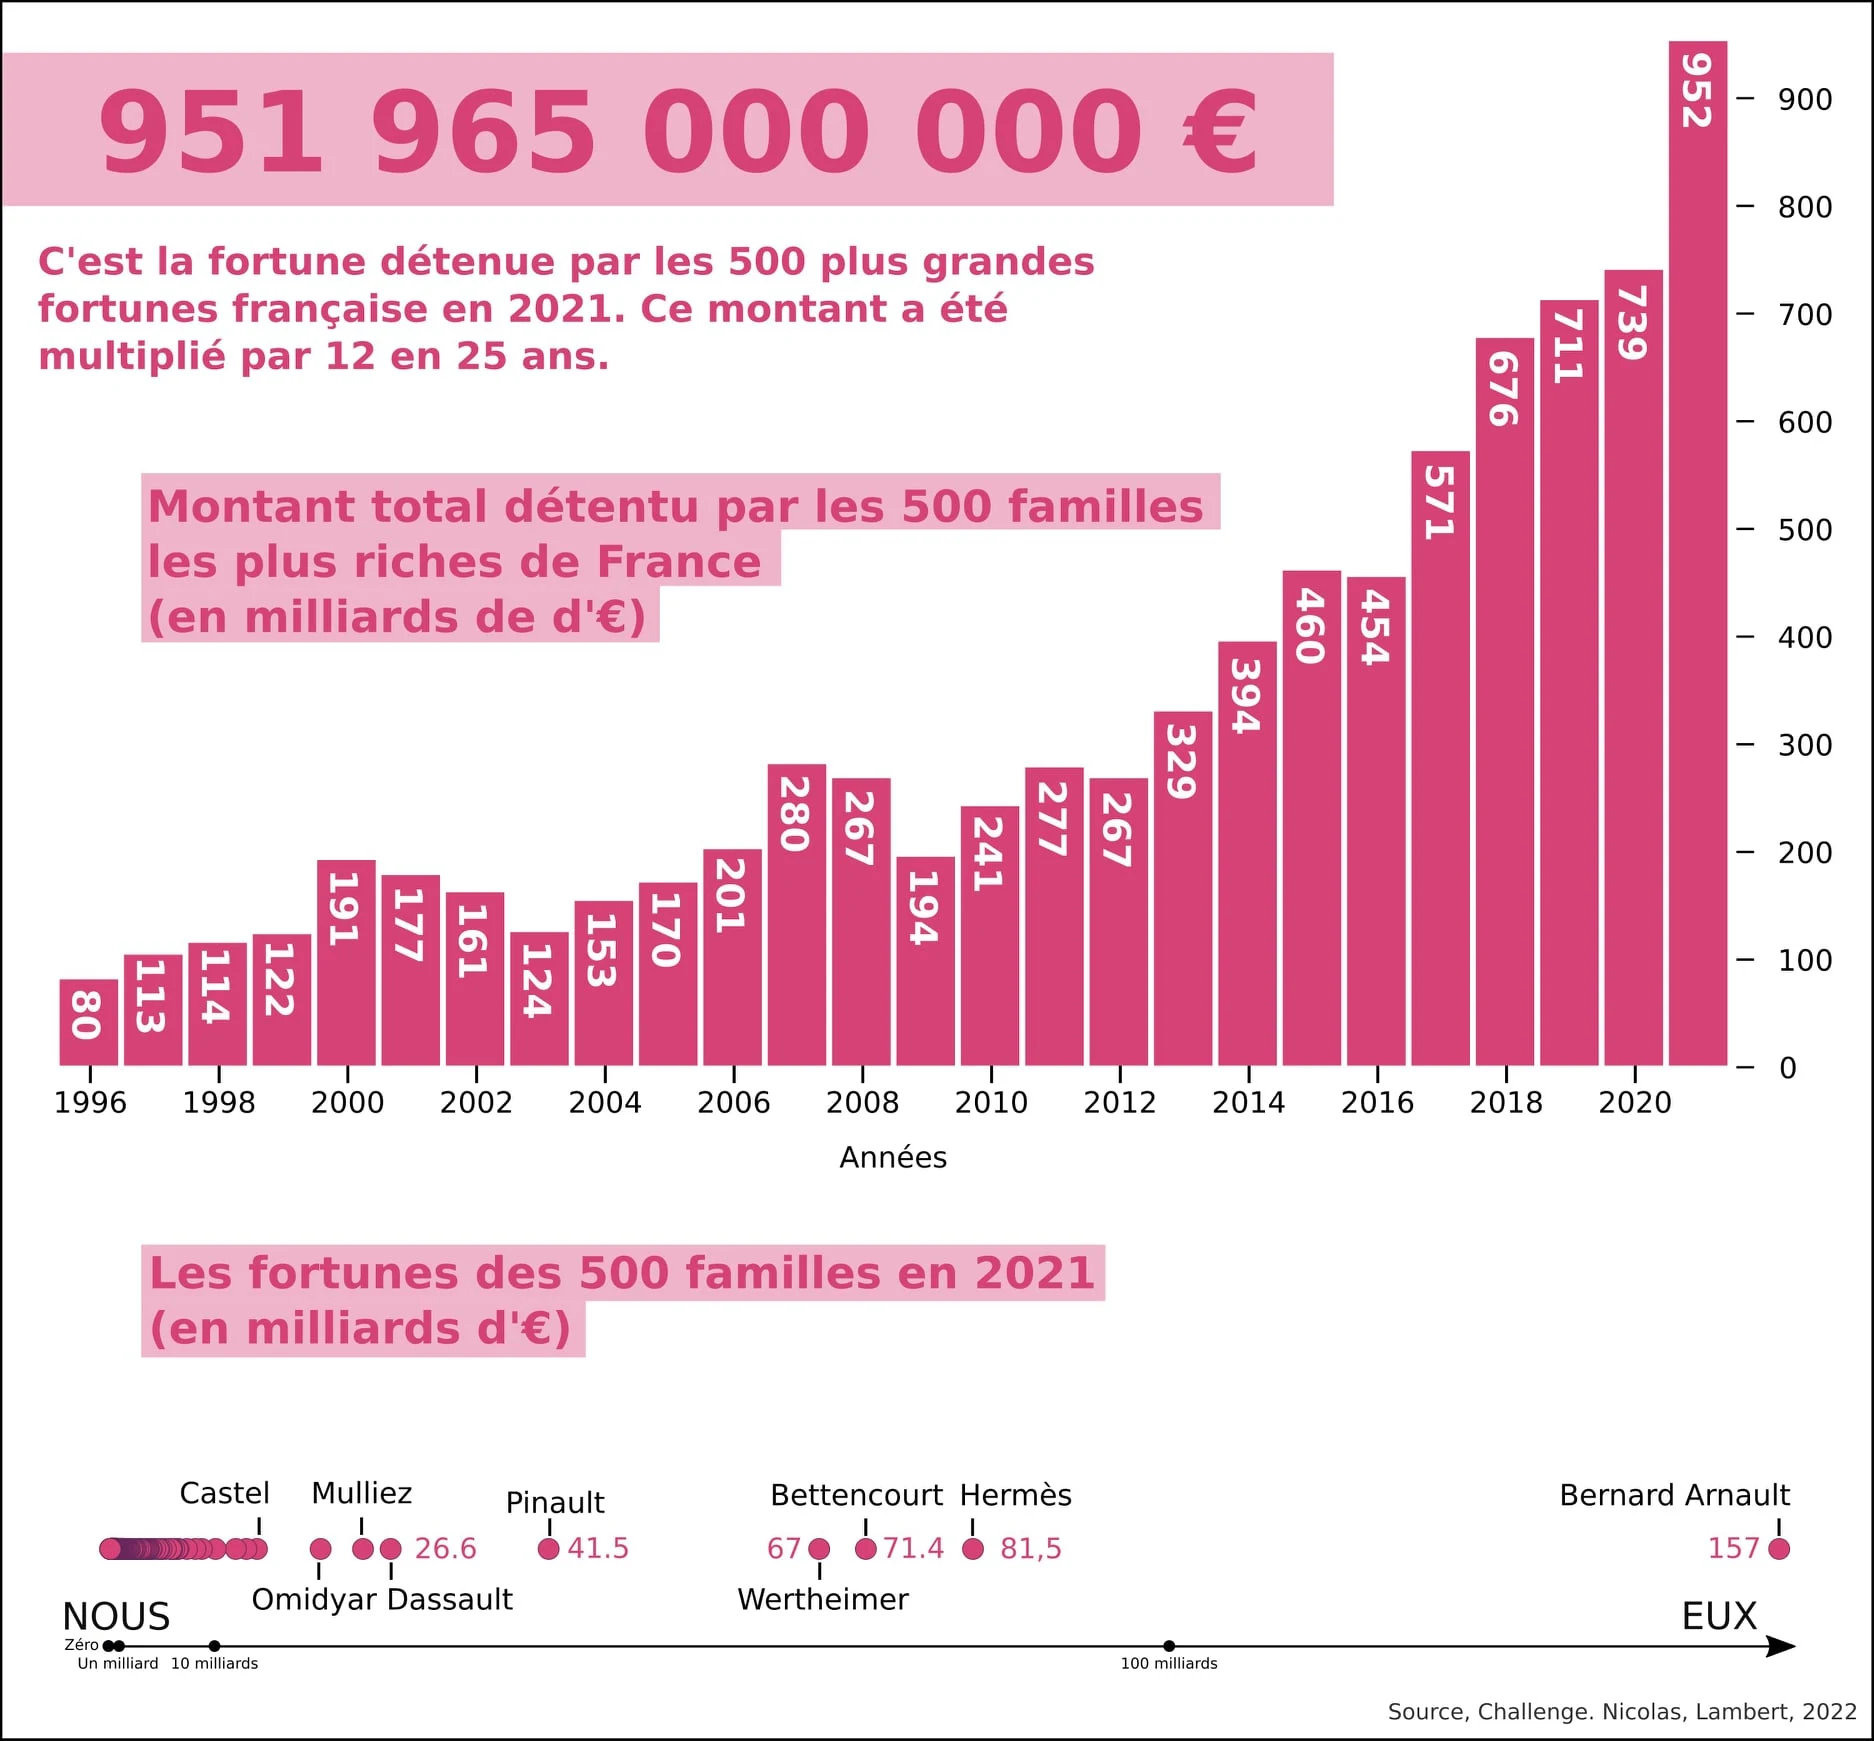 951 965 000 000 €
C'est la fortune détenue par les 500 plus grandes
fortunes française en 2021. Ce montant a été
multiplié par 12 en 25 ans.
Montant total détentu par les 500 familles
les plus riches de France
(en milliards de d'€)
80
113
114
122
191
177
161
124
153
170
201
280
267
194
241
277
267
329
394
460
454
571
676
711
739
952
900
800
700
600
500
400
300
200
100
0
1996 1998 2000 2002 2004 2006 2008 2010 2012 2014 2016 2018 2020
Années
Les fortunes des 500 familles en 2021
(en milliards d'€)
Castel Mulliez Pinault Bettencourt Hermès Bernard Arnault
26.6 41.5 67 71.4 81,5 157
Omidyar Dassault Wertheimer
NOUS EUX
Zéro
Un milliard 10 milliards 100 milliards
Source, Challenge. Nicolas, Lambert, 2022